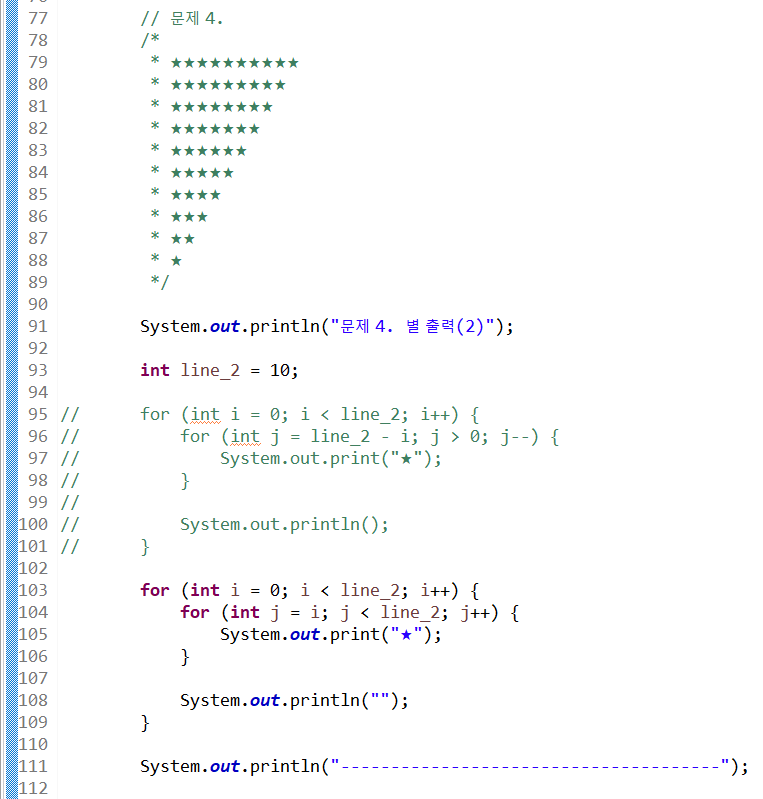 77 // 문제 4.
78 /*
79 * ★★★★★★★★★★
80 * ★★★★★★★★★
81 * ★★★★★★★★
82 * ★★★★★★★
83 * ★★★★★★
84 * ★★★★★
85 * ★★★★
86 * ★★★
87 * ★★
88 * ★
89 */
90
91 System.out.println("문제 4. 별 출력(2)");
92
93 int line_2 = 10;
94
95 // for (int i = 0; i < line_2; i++) {
96 // for (int j = line_2 - i; j > 0; j--) {
97 // System.out.print("★");
98 // }
99 //
100 // System.out.println();
101 // }
102
103 for (int i = 0; i < line_2; i++) {
104 for (int j = i; j < line_2; j++) {
105 System.out.print("★");
106 }
107
108 System.out.println("");
109 }
110
111 System.out.println("--------------------------------------");
112